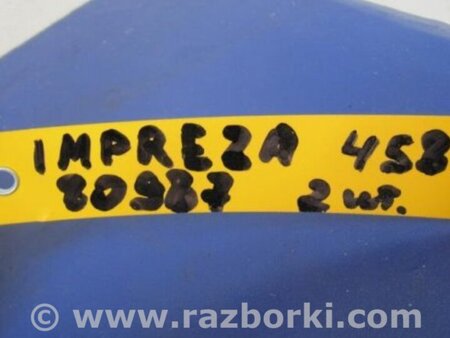 IMPREZA 458
80987 2 шт.
© www.razborki.com